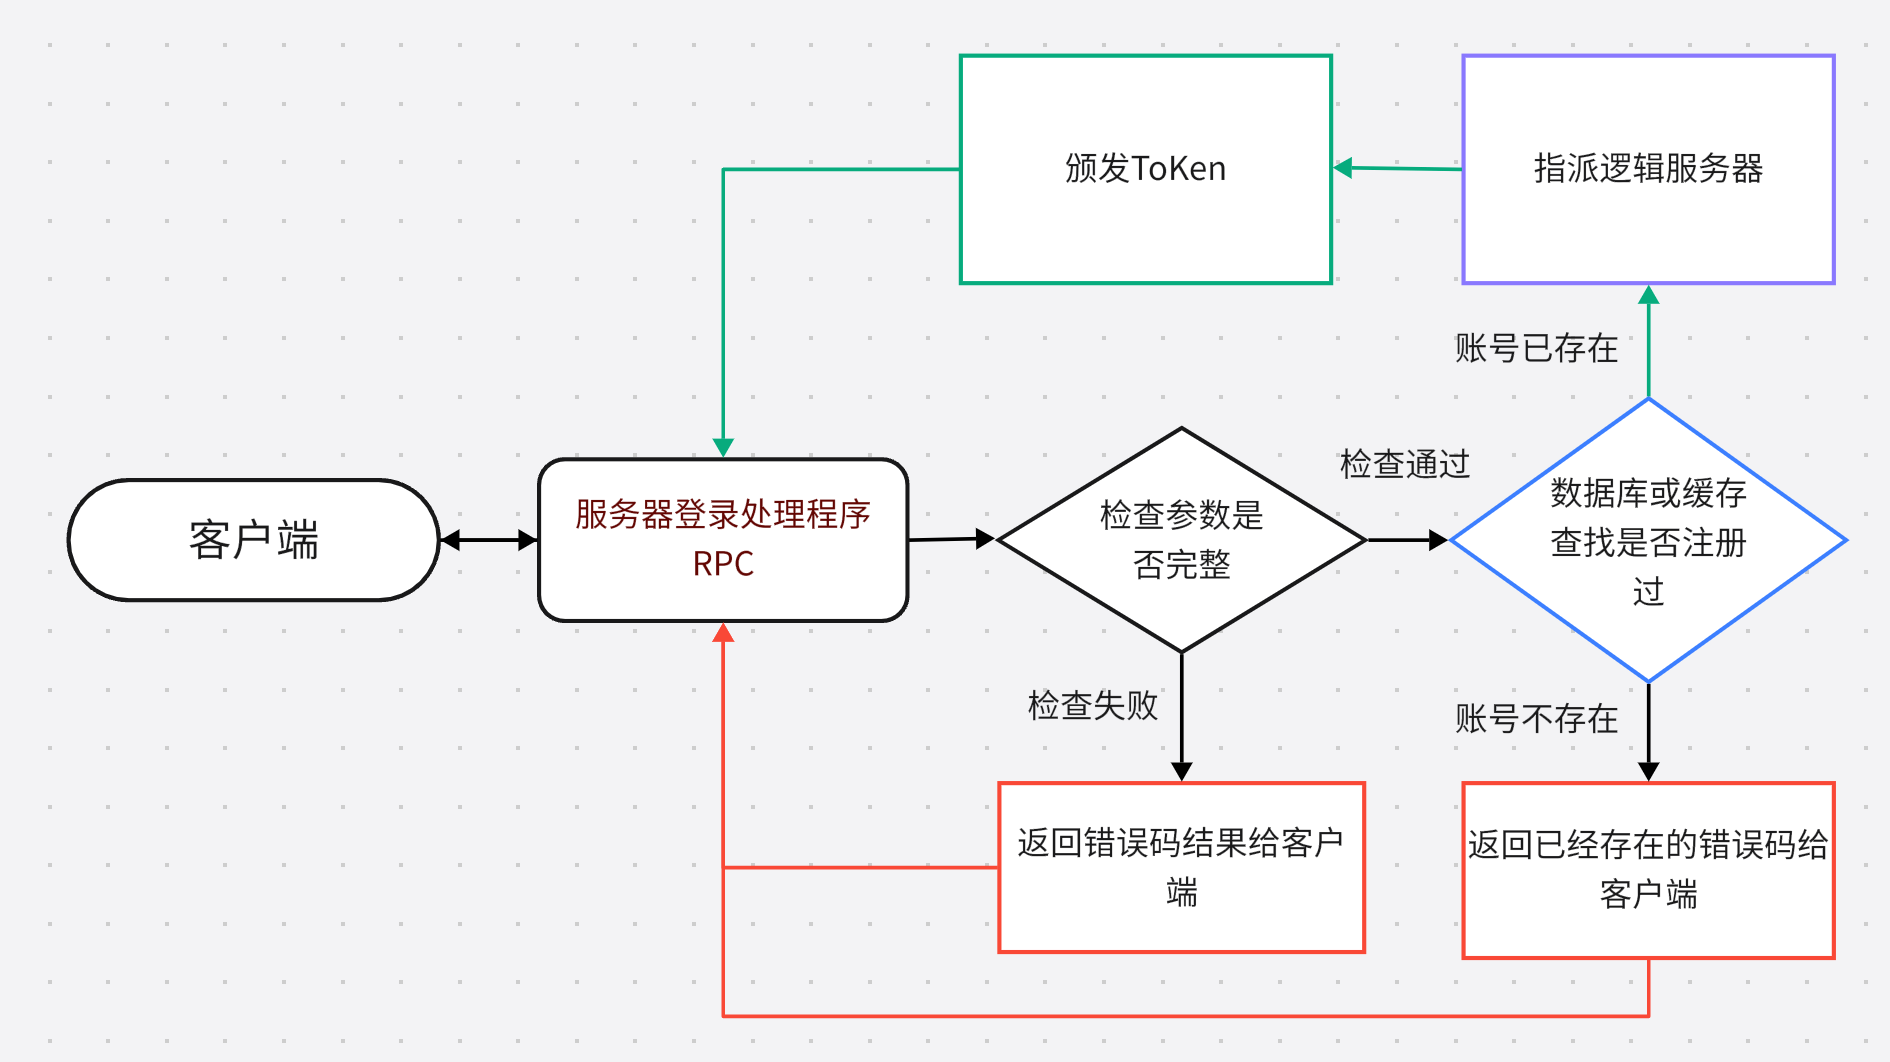 颁发ToKen
指派逻辑服务器
账号已存在
客户端
服务器登录处理程序
RPC
检查参数是
否完整
检查通过
数据库或缓存
查找是否注册
过
检查失败
账号不存在
返回错误码结果给客户
端
返回已经存在的错误码给
客户端